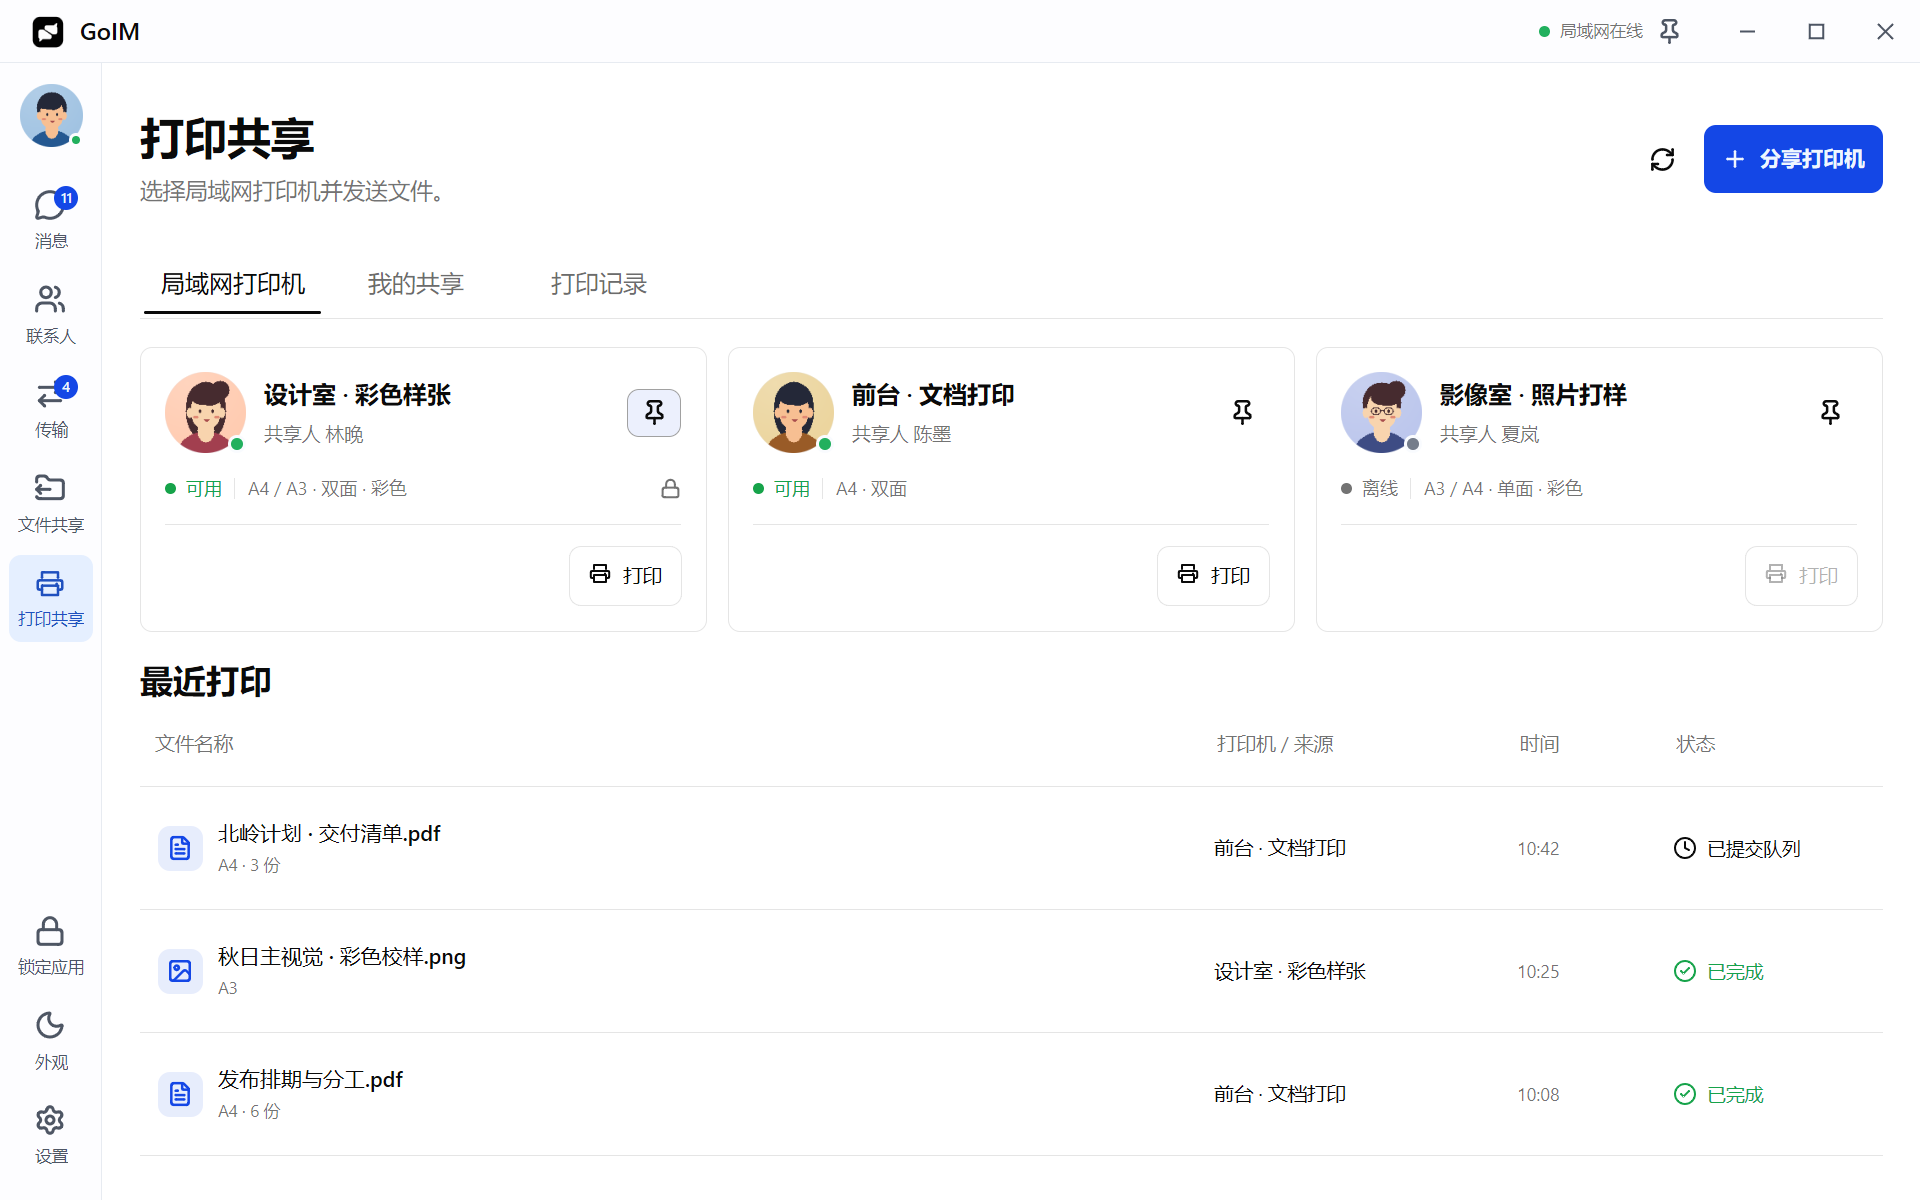 GoIM
局域网在线
11
消息
联系人
4
传输
文件共享
打印共享
锁定应用
外观
设置
打印共享
选择局域网打印机并发送文件。
分享打印机
局域网打印机
我的共享
打印记录
设计室 · 彩色样张
共享人 林晚
可用
A4 / A3 · 双面 · 彩色
打印
前台 · 文档打印
共享人 陈墨
可用
A4 · 双面
打印
影像室 · 照片打样
共享人 夏岚
离线
A3 / A4 · 单面 · 彩色
打印
最近打印
文件名称
打印机 / 来源
时间
状态
北岭计划 · 交付清单.pdf
A4 · 3 份
前台 · 文档打印
10:42
已提交队列
秋日主视觉 · 彩色校样.png
A3
设计室 · 彩色样张
10:25
已完成
发布排期与分工.pdf
A4 · 6 份
前台 · 文档打印
10:08
已完成